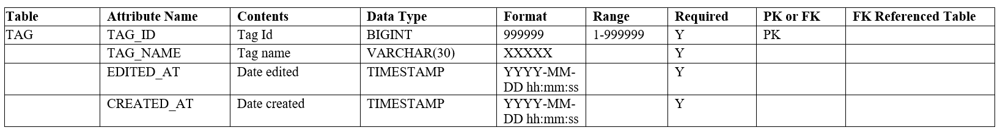 Table Attribute Name Contents Data Type Format Range Required PK or FK FK Referenced Table
TAG TAG_ID Tag Id BIGINT 999999 1-999999 Y PK
TAG_NAME Tag name VARCHAR(30) XXXXX Y
EDITED_AT Date edited TIMESTAMP YYYY-MM- Y
DD hh:mm:ss
CREATED_AT Date created TIMESTAMP YYYY-MM- Y
DD hh:mm:ss